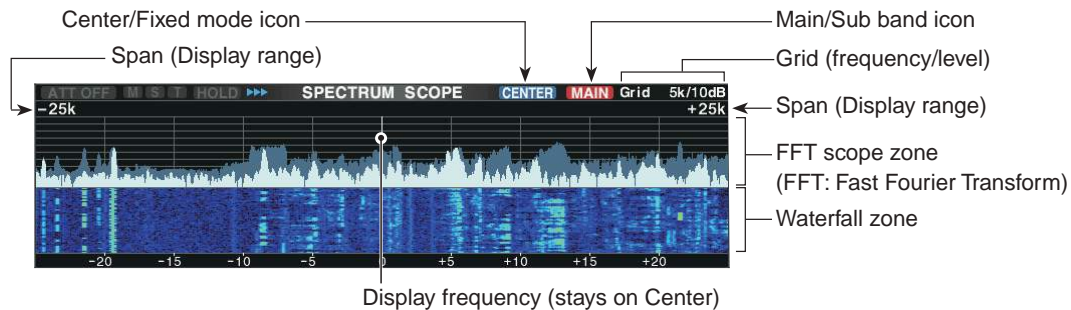 Center/Fixed mode icon
Main/Sub band icon
Span (Display range)
Grid (frequency/level)
ATT OFF M S T HOLD SPECTRUM SCOPE CENTER MAIN Grid 5k/10dB
-25k +25k
Span (Display range)
FFT scope zone
(FFT: Fast Fourier Transform)
Waterfall zone
-20 -15 -10 -5 0 +5 +10 +15 +20
Display frequency (stays on Center)